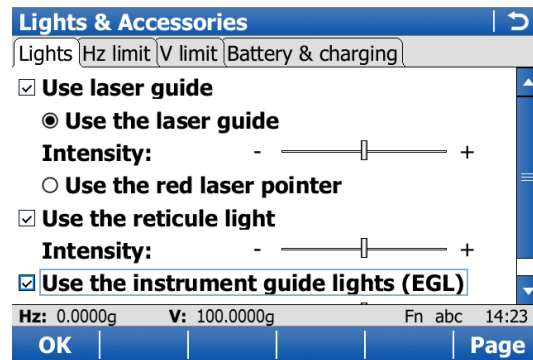 Lights & Accessories
Lights Hz limit V limit Battery & charging
Use laser guide
Use the laser guide
Intensity: - +
Use the red laser pointer
Use the reticule light
Intensity: - +
Use the instrument guide lights (EGL)
Hz: 0.0000g V: 100.0000g Fn abc 14:23
OK Page